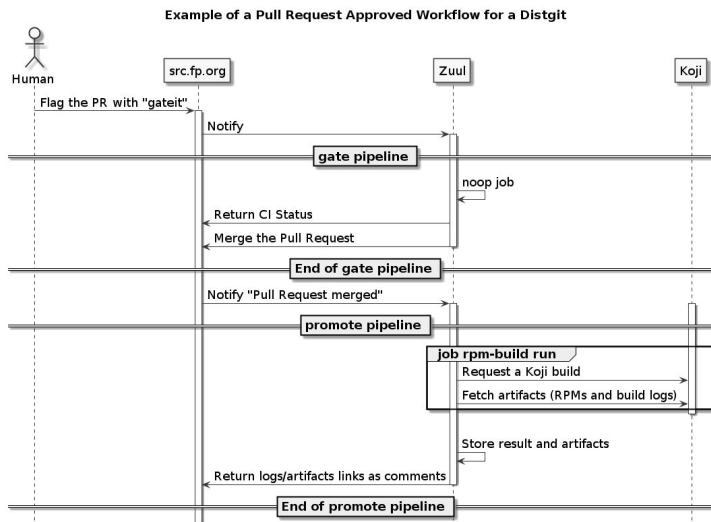 Example of a Pull Request Approved Workflow for a Distgit
Human
src.fp.org
Zuul
Koji
Flag the PR with "gateit"
Notify
gate pipeline
noop job
Return CI Status
Merge the Pull Request
End of gate pipeline
Notify "Pull Request merged"
promote pipeline
job rpm-build run
Request a Koji build
Fetch artifacts (RPMs and build logs)
Store result and artifacts
Return logs/artifacts links as comments
End of promote pipeline